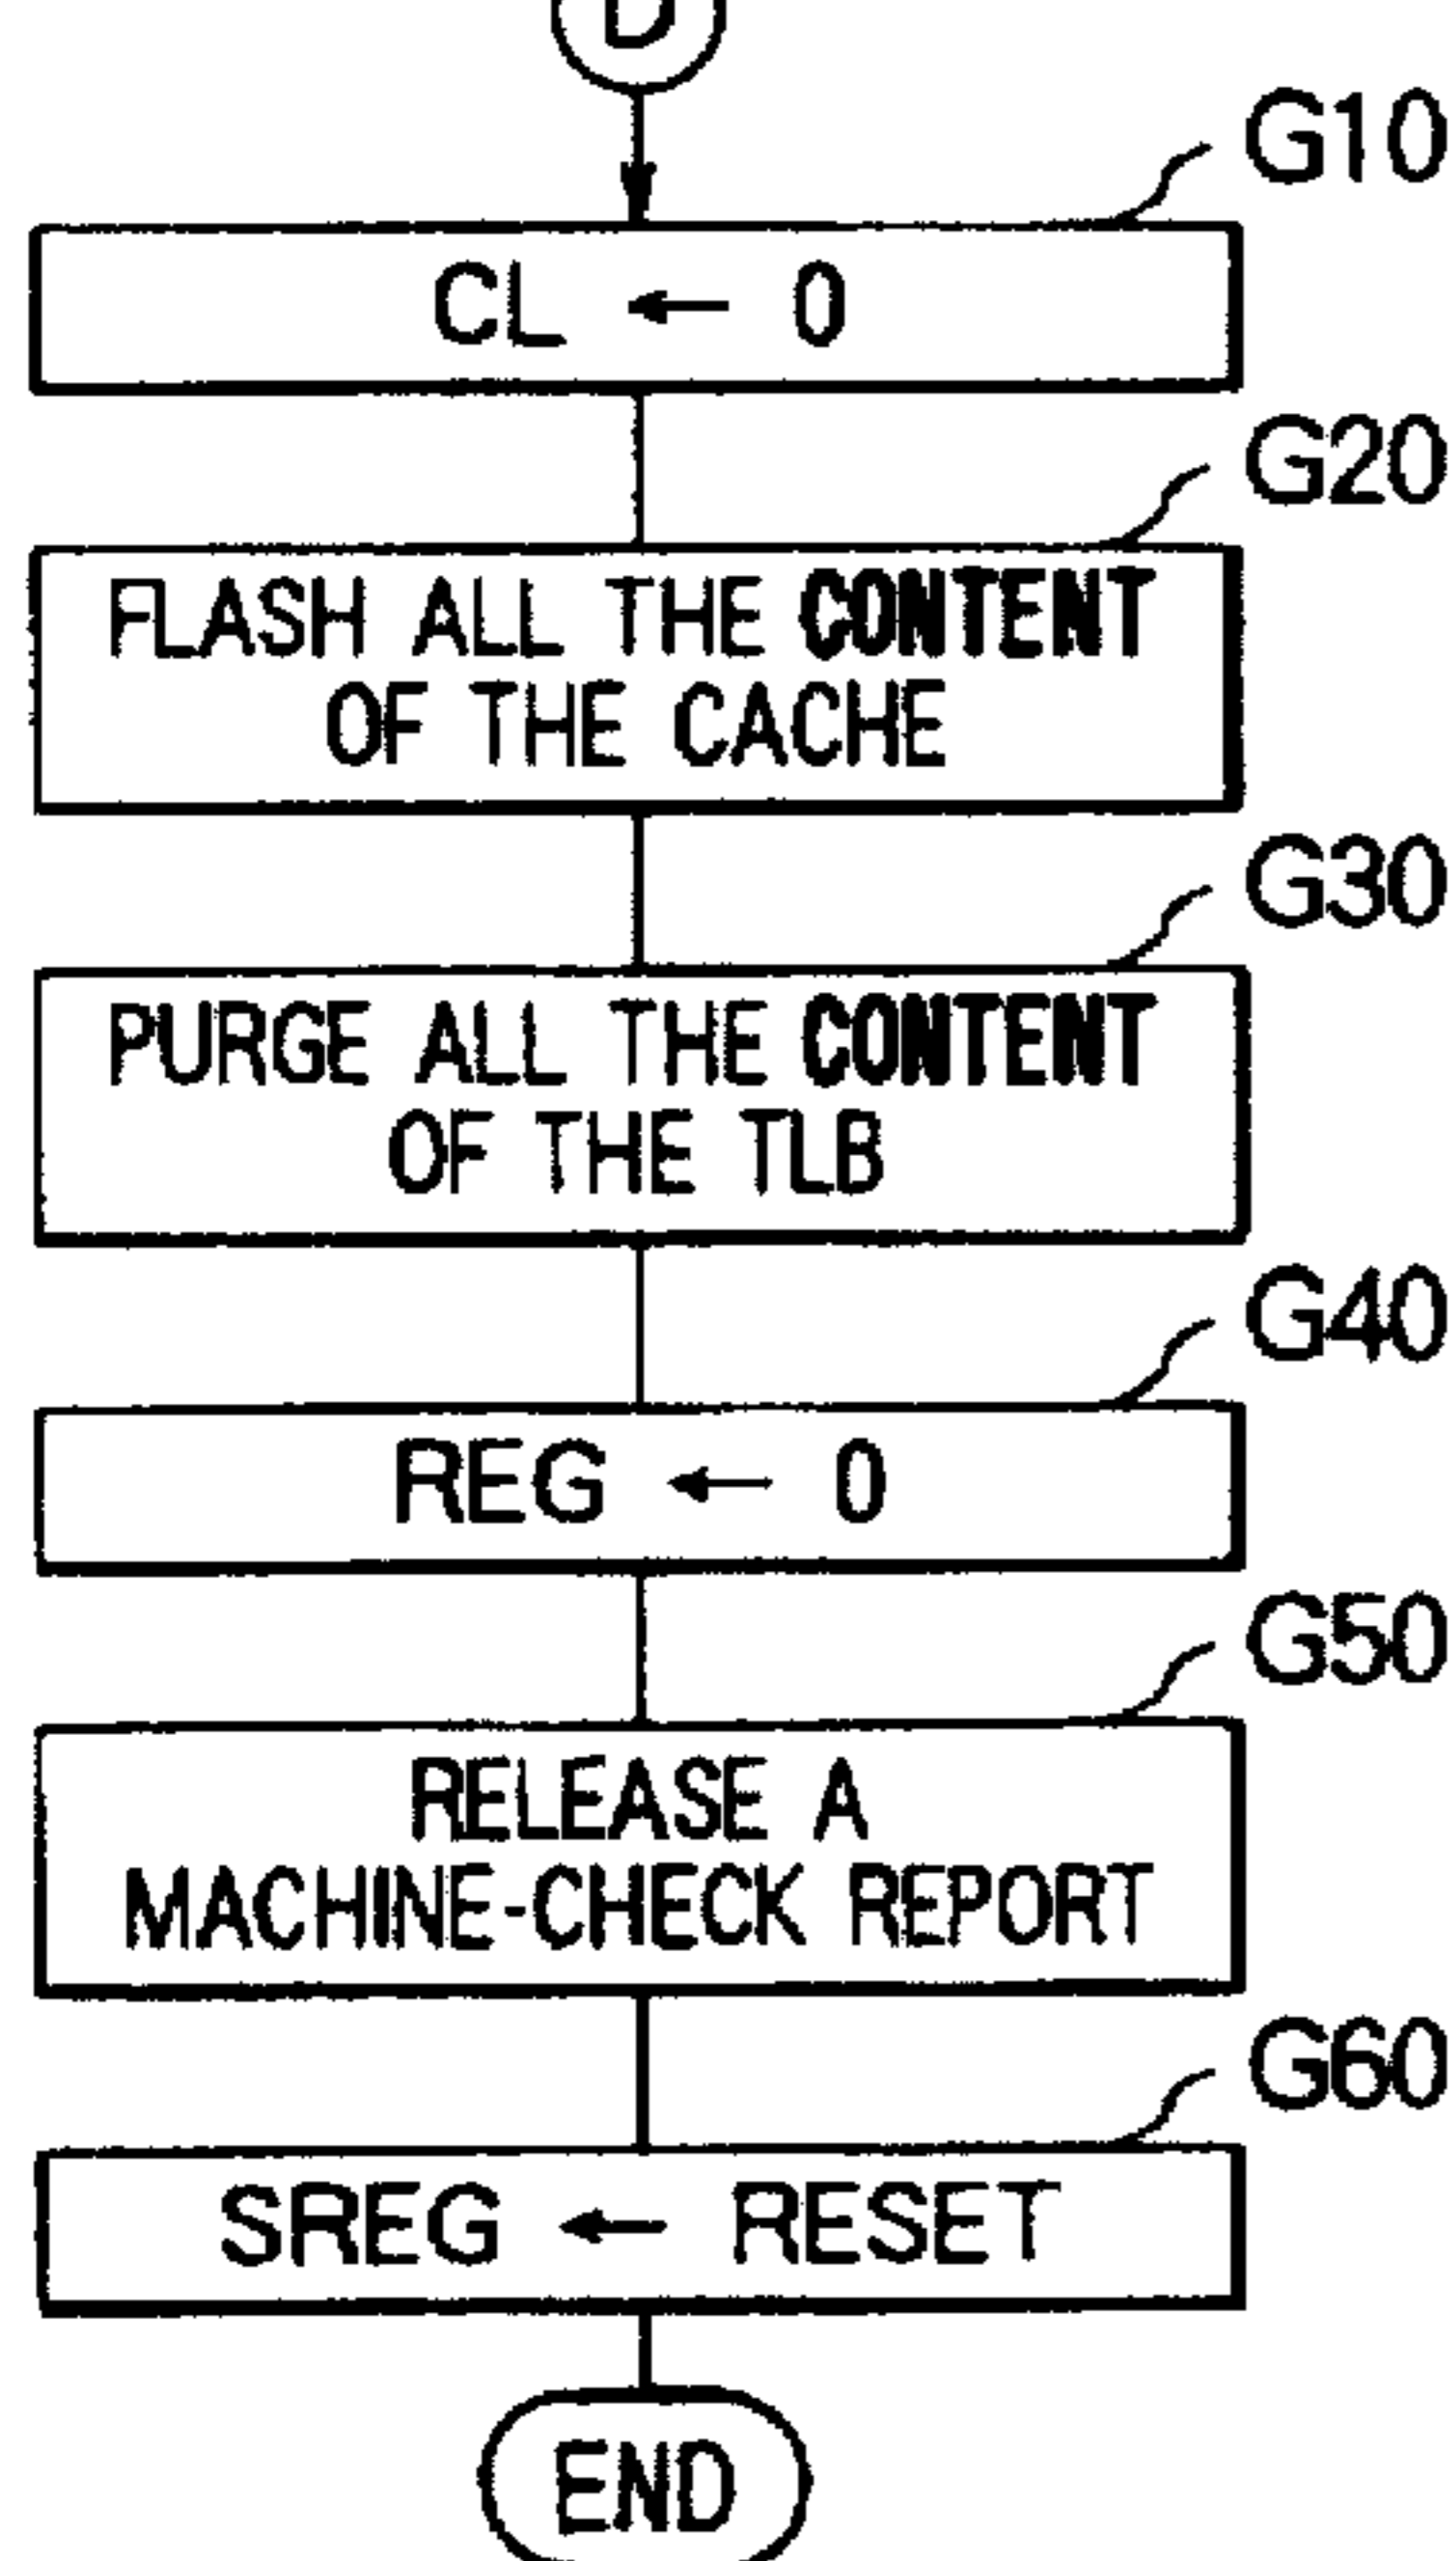 D
G10
CL ← 0
G20
FLASH ALL THE CONTENT
OF THE CACHE
G30
PURGE ALL THE CONTENT
OF THE TLB
G40
REG ← 0
G50
RELEASE A
MACHINE-CHECK REPORT
G60
SREG ← RESET
END